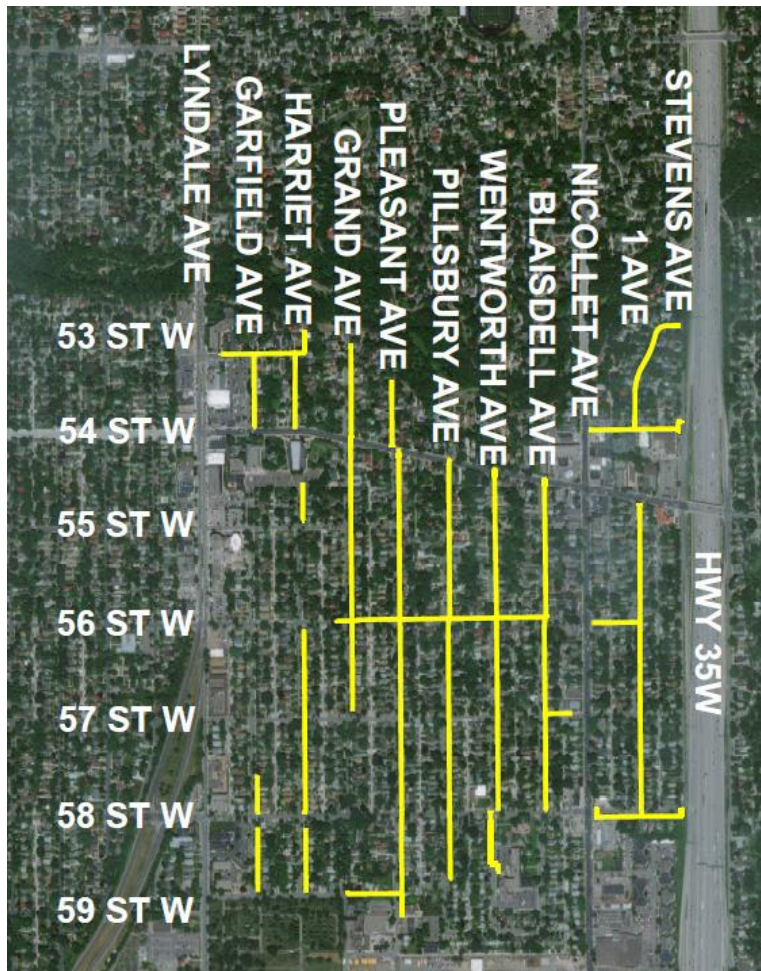 LYNDALE AVE
GARFIELD AVE
HARRIET AVE
GRAND AVE
PLEASANT AVE
PILLSBURY AVE
WENTWORTH AVE
BLAISDELL AVE
NICOLLET AVE
1 AVE
STEVENS AVE
53 ST W
54 ST W
55 ST W
56 ST W
HWY 35W
57 ST W
58 ST W
59 ST W